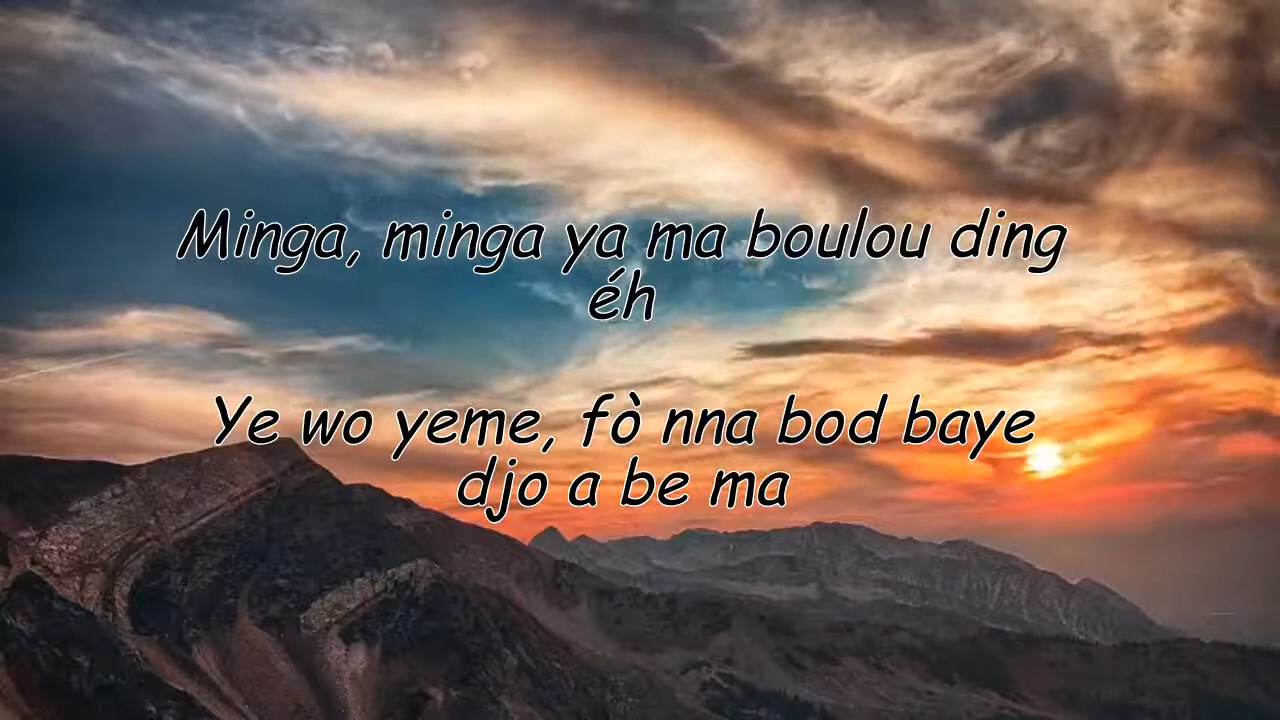 Minga, minga ya ma boulou ding
éh
Ye wo yeme, fò nna bod baye
djo a be ma